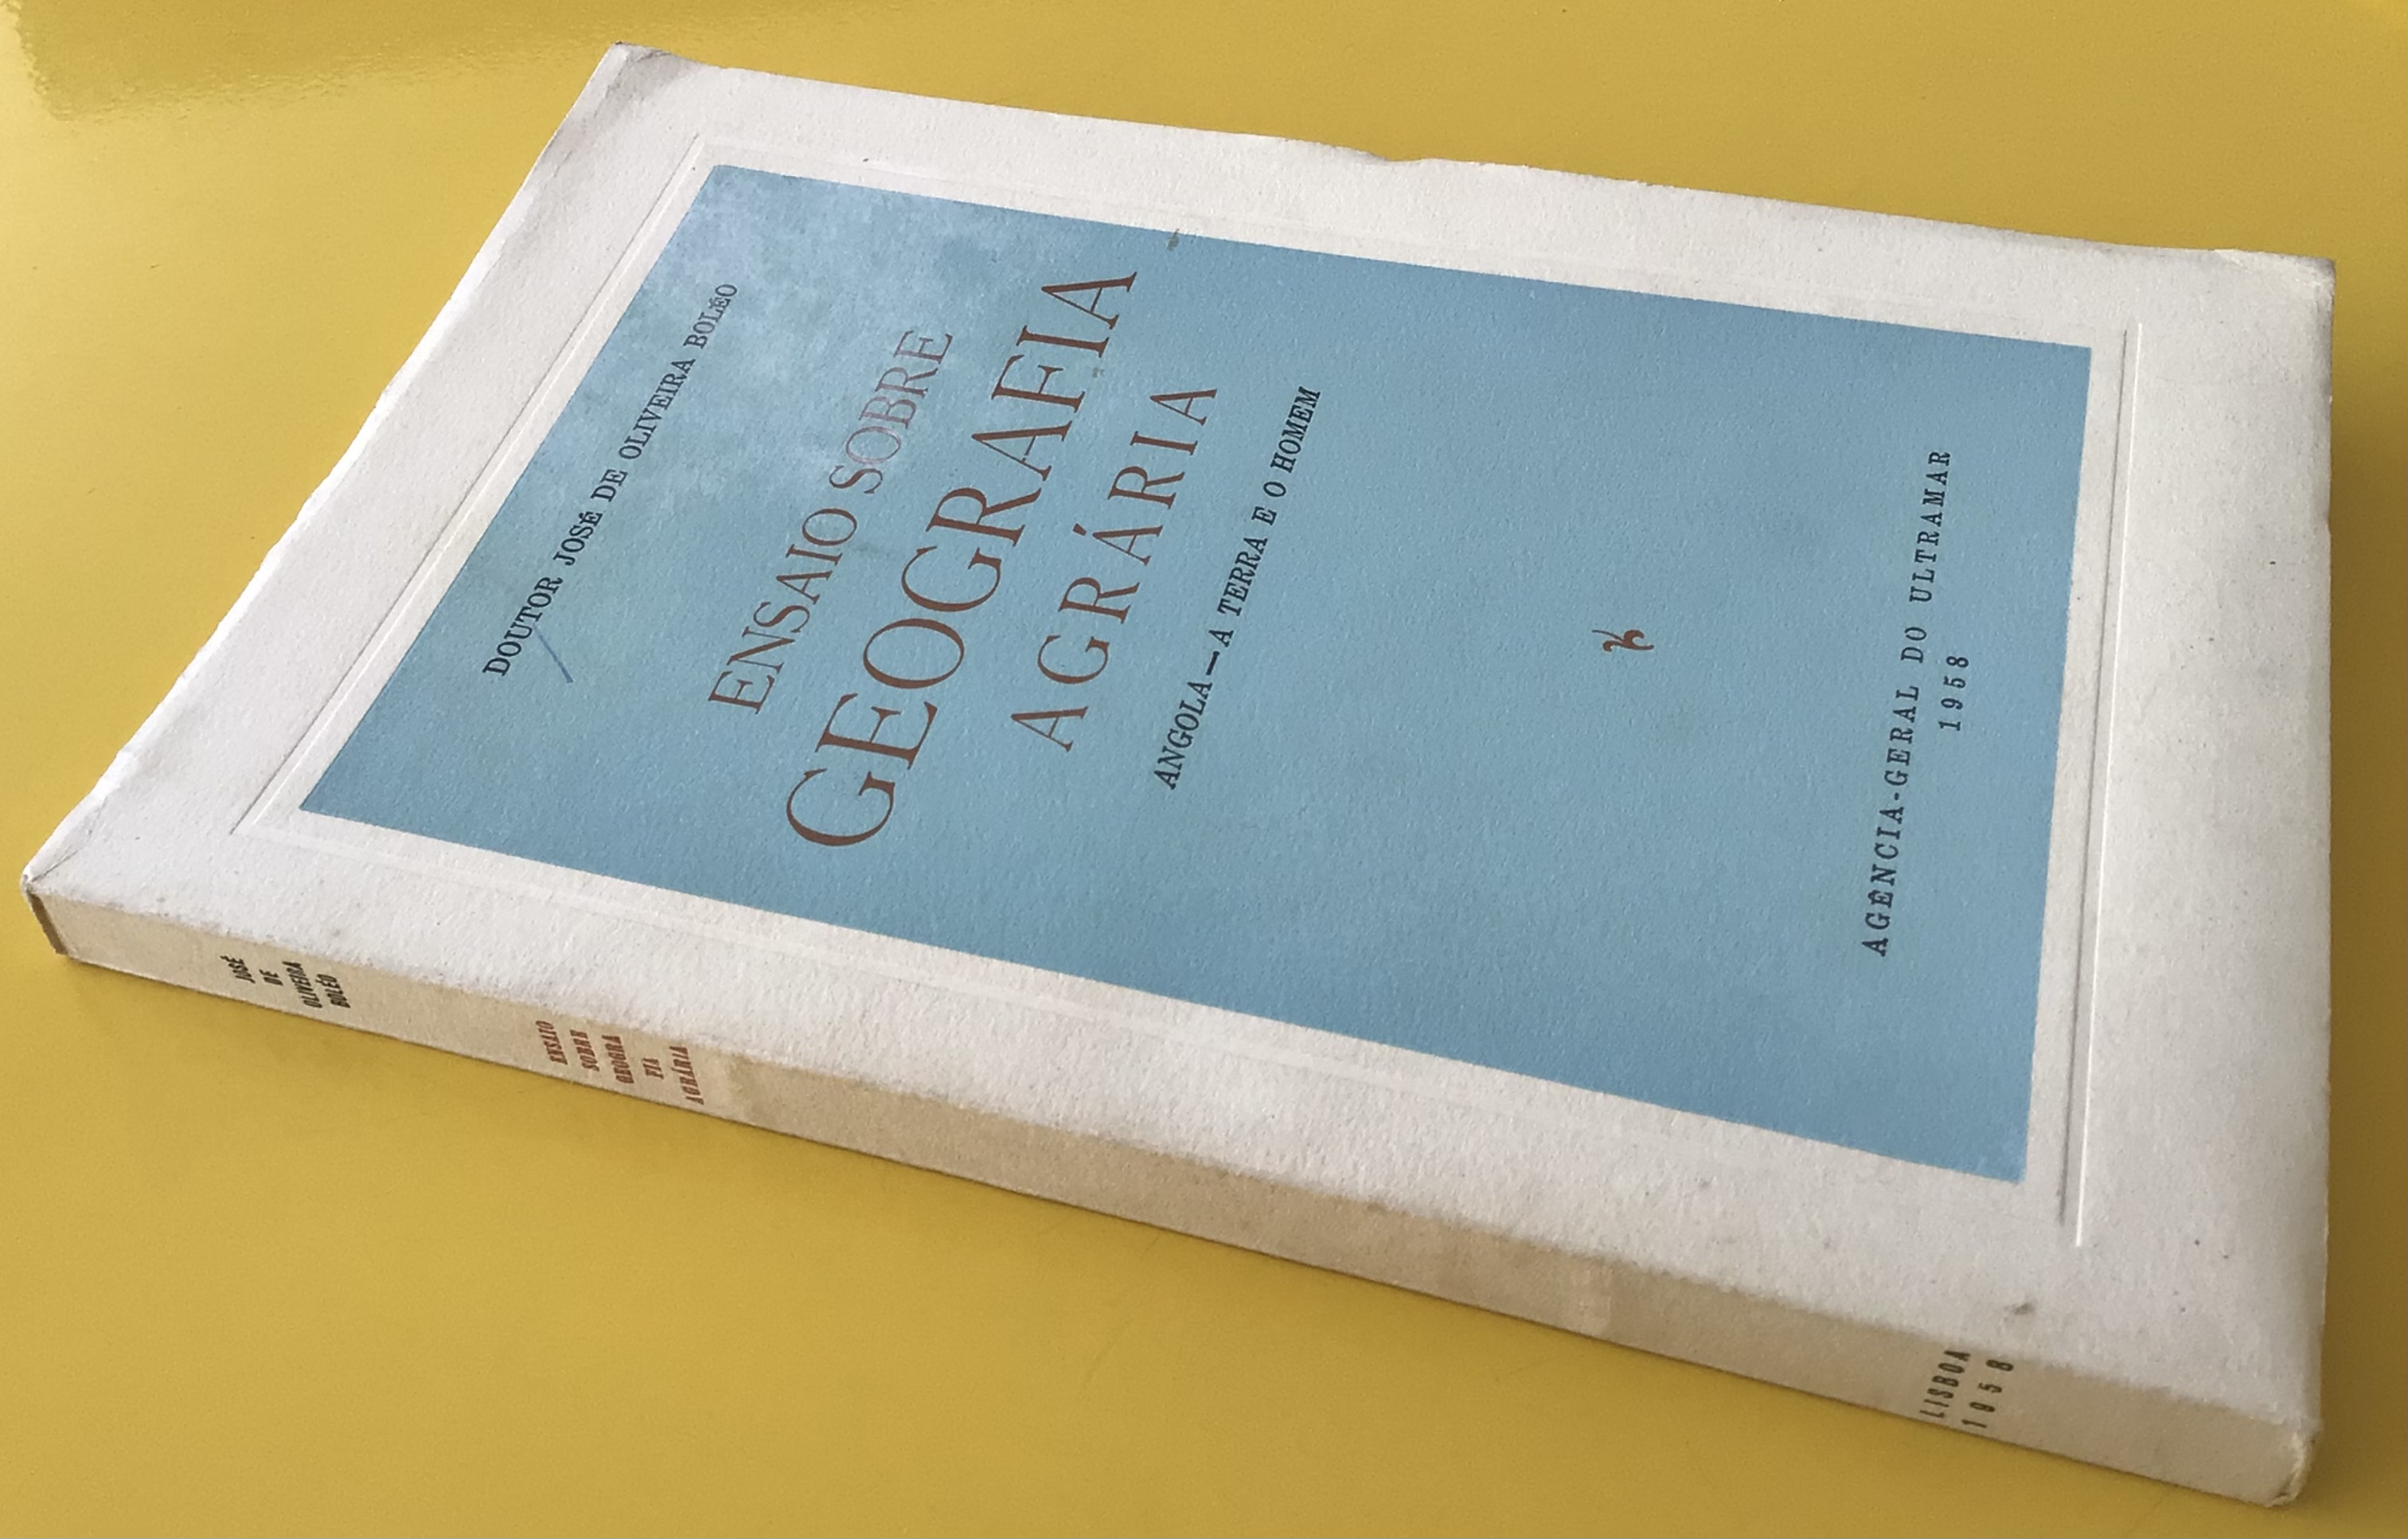 DOUTOR JOSÉ DE OLIVEIRA BOLÉO
ENSAIO SOBRE
GEOGRAFIA
AGRÁRIA
ANGOLA — A TERRA E O HOMEM
AGÊNCIA-GERAL DO ULTRAMAR
1958
JOSÉ
DE
OLIVEIRA
BOLÉO
ENSAIO
SOBRE
GEOGRA
FIA
AGRÁRIA
LISBOA
1958